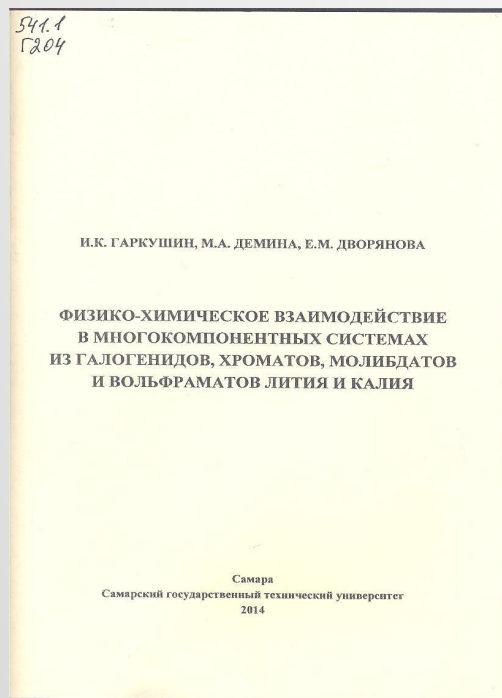 541.1
Г204
И.К. ГАРКУШИН, М.А. ДЕМИНА, Е.М. ДВОРЯНОВА
ФИЗИКО-ХИМИЧЕСКОЕ ВЗАИМОДЕЙСТВИЕ
В МНОГОКОМПОНЕНТНЫХ СИСТЕМАХ
ИЗ ГАЛОГЕНИДОВ, ХРОМАТОВ, МОЛИБДАТОВ
И ВОЛЬФРАМАТОВ ЛИТИЯ И КАЛИЯ
Самара
Самарский государственный технический университет
2014